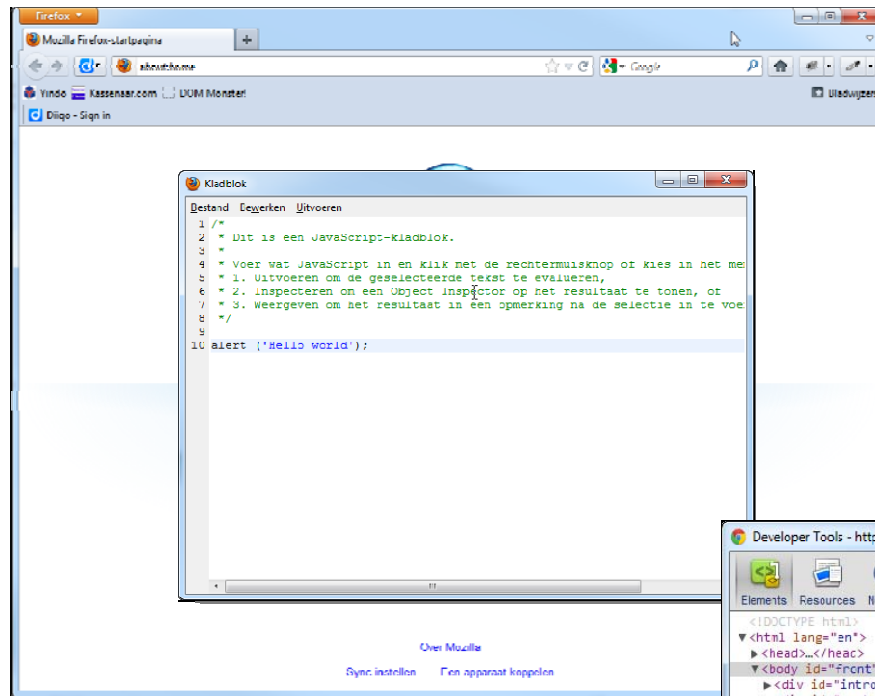 Firefox
Mozilla Firefox-startpagina
about:home
Google
Yindo Kassenaar.com DOM Monster!
Bladwijzers
Diigo - Sign in
Kladblok
Bestand Bewerken Uitvoeren
1 /*
2 * Dit is een JavaScript-kladblok.
3 *
4 * Voer wat JavaScript in en klik met de rechtermuisknop of kies in het me
5 * 1. Uitvoeren om de geselecteerde tekst te evalueren,
6 * 2. Inspecteren om een Object Inspector op het resultaat te tonen, of
7 * 3. Weergeven om het resultaat in een opmerking na de selectie in te voe
8 */
9
10 alert ('Hello world');
Developer Tools - http
Elements Resources N
<!DOCTYPE html>
<html lang="en">
<head>…</head>
<body id="front"
<div id="intro
Over Mozilla
Sync instellen Een apparaat koppelen